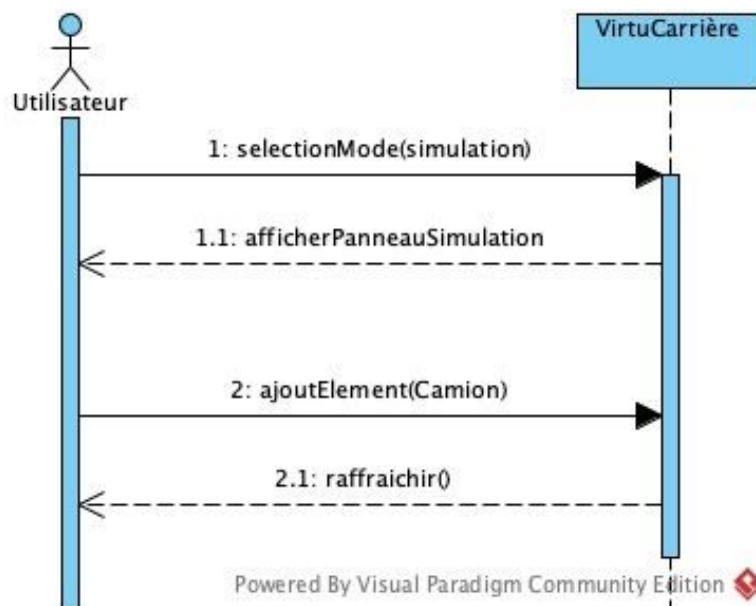 VirtuCarrière
Utilisateur
1: selectionMode(simulation)
1.1: afficherPanneauSimulation
2: ajoutElement(Camion)
2.1: raffraichir()
Powered By Visual Paradigm Community Edition